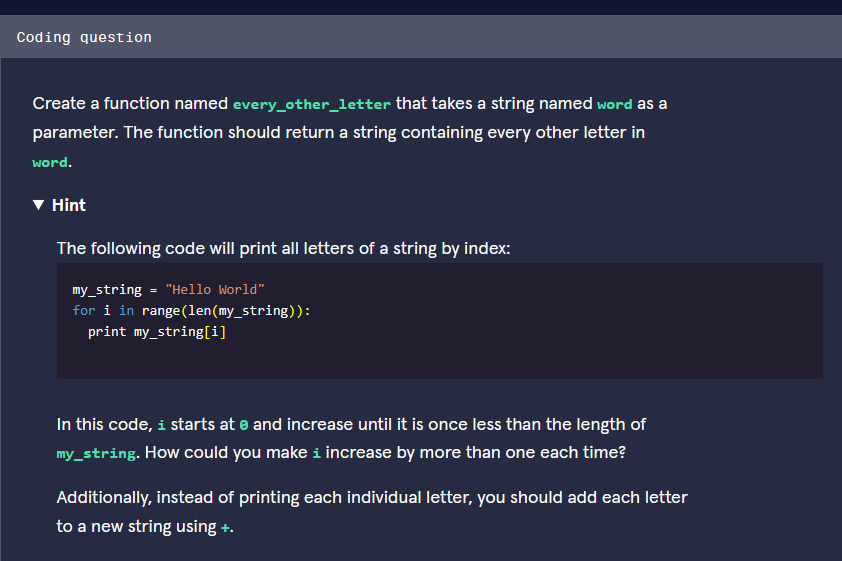 Coding question
Create a function named every_other_letter that takes a string named word as a
parameter. The function should return a string containing every other letter in
word.
▼ Hint
The following code will print all letters of a string by index:
my_string = "Hello World"
for i in range(len(my_string)):
  print my_string[i]
In this code, i starts at 0 and increase until it is once less than the length of
my_string. How could you make i increase by more than one each time?
Additionally, instead of printing each individual letter, you should add each letter
to a new string using +.